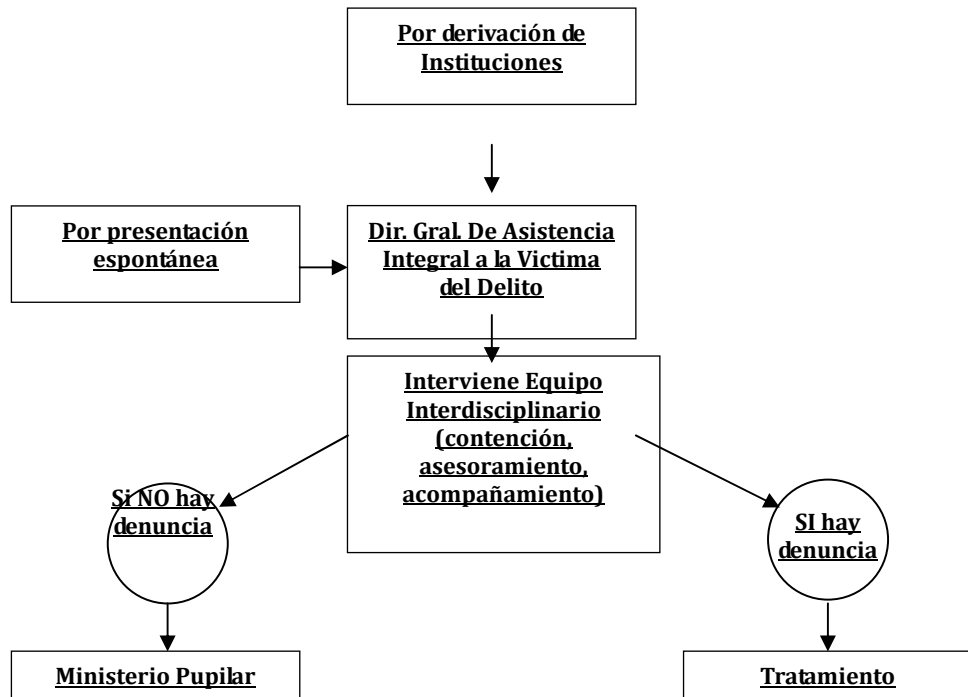 Por derivación de
Instituciones
Por presentación
espontánea
Dir. Gral. De Asistencia
Integral a la Victima
del Delito
Interviene Equipo
Interdisciplinario
(contención,
asesoramiento,
acompañamiento)
Si NO hay
denuncia
SI hay
denuncia
Ministerio Pupilar
Tratamiento